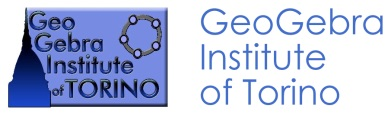 Geo
Gebra
Institute
of TORINO
GeoGebra
Institute
of Torino